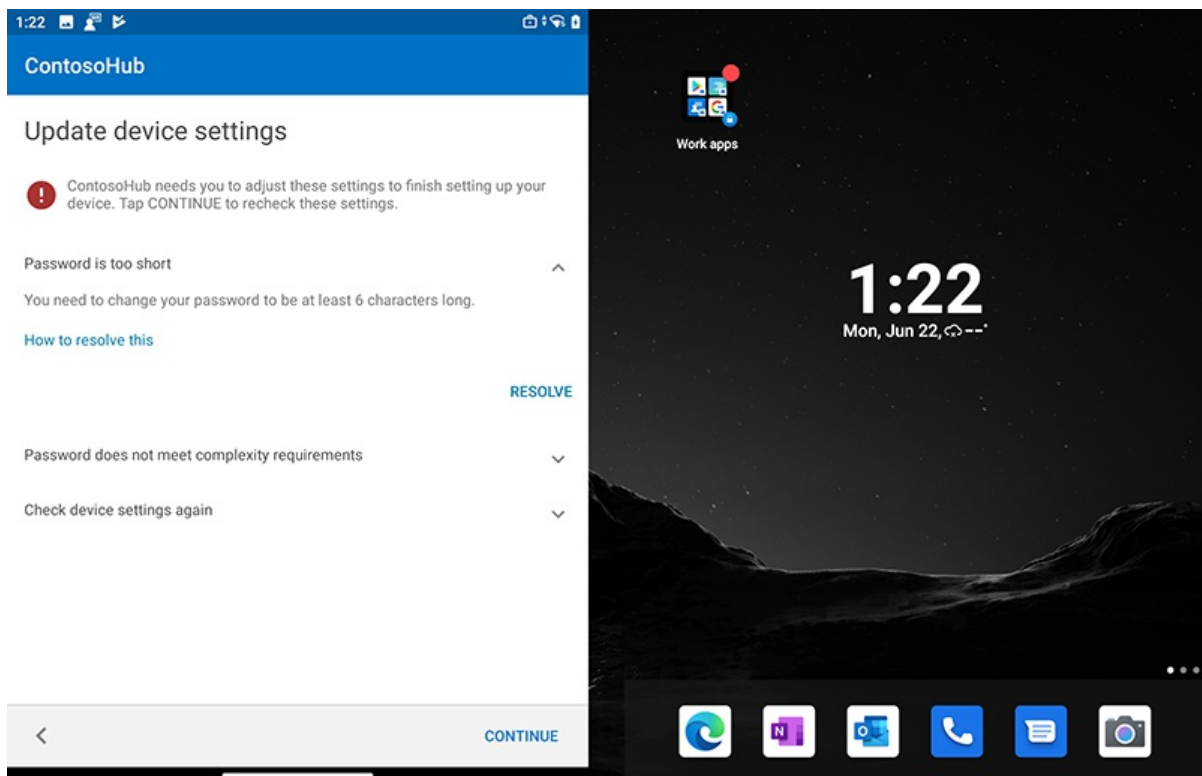 1:22
ContosoHub
Update device settings
ContosoHub needs you to adjust these settings to finish setting up your
device. Tap CONTINUE to recheck these settings.
Password is too short
You need to change your password to be at least 6 characters long.
How to resolve this
RESOLVE
Password does not meet complexity requirements
Check device settings again
CONTINUE
Work apps
1:22
Mon, Jun 22, --°